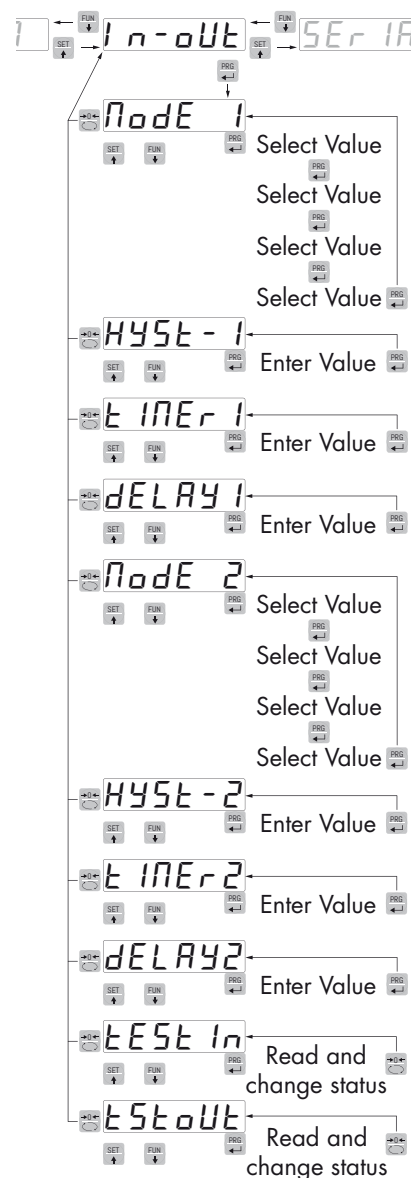 FUN FUN
In-oUt SEr IA
SET SET
PRG
ModE 1
SET FUN PRG Select Value
PRG
Select Value
PRG
Select Value
PRG
Select Value PRG
HYSt-1
SET FUN PRG Enter Value PRG
tIMEr1
SET FUN PRG Enter Value PRG
dELAY1
SET FUN PRG Enter Value PRG
ModE 2
SET FUN PRG Select Value
PRG
Select Value
PRG
Select Value
PRG
Select Value PRG
HYSt-2
SET FUN PRG Enter Value PRG
tIMEr2
SET FUN PRG Enter Value PRG
dELAY2
SET FUN PRG Enter Value PRG
tESt In
SET FUN PRG Read and
change status
tStoUt
SET FUN PRG Read and
change status